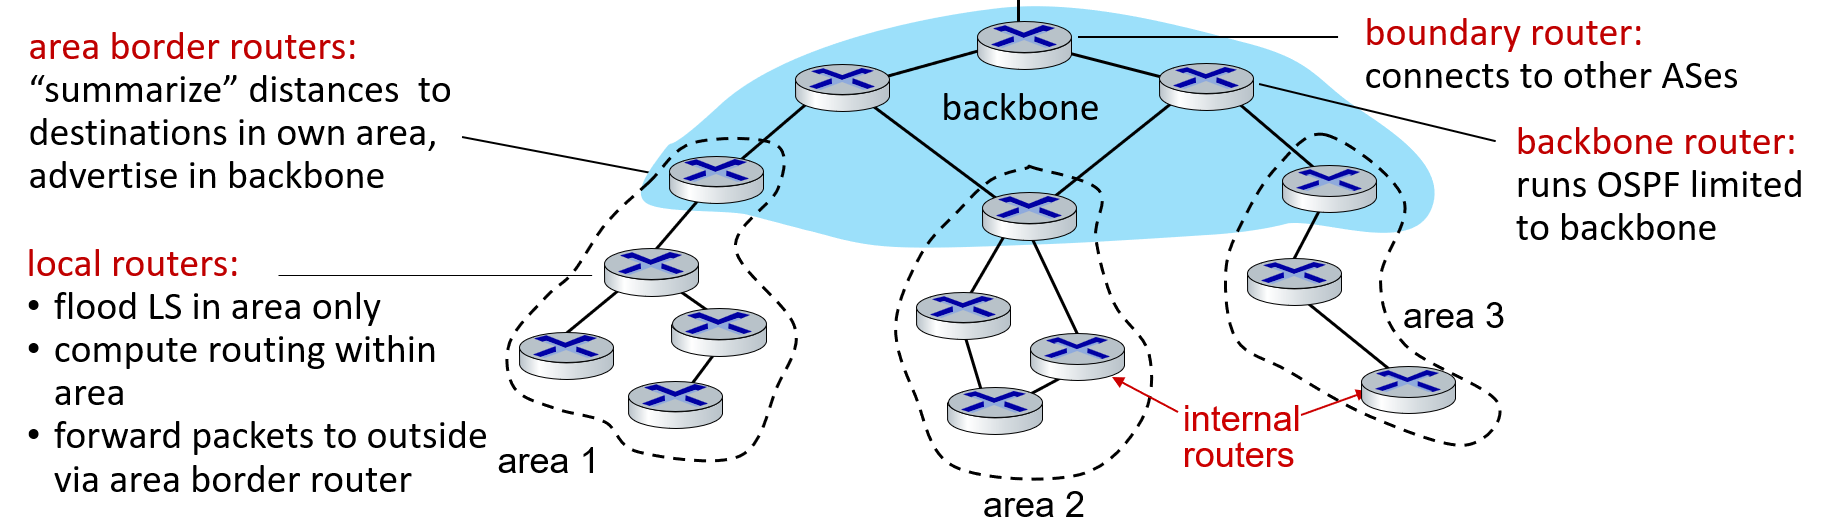 area border routers:
“summarize” distances to
destinations in own area,
advertise in backbone
local routers:
• flood LS in area only
• compute routing within
area
• forward packets to outside
via area border router
backbone
boundary router:
connects to other ASes
backbone router:
runs OSPF limited
to backbone
area 3
internal
routers
area 1
area 2